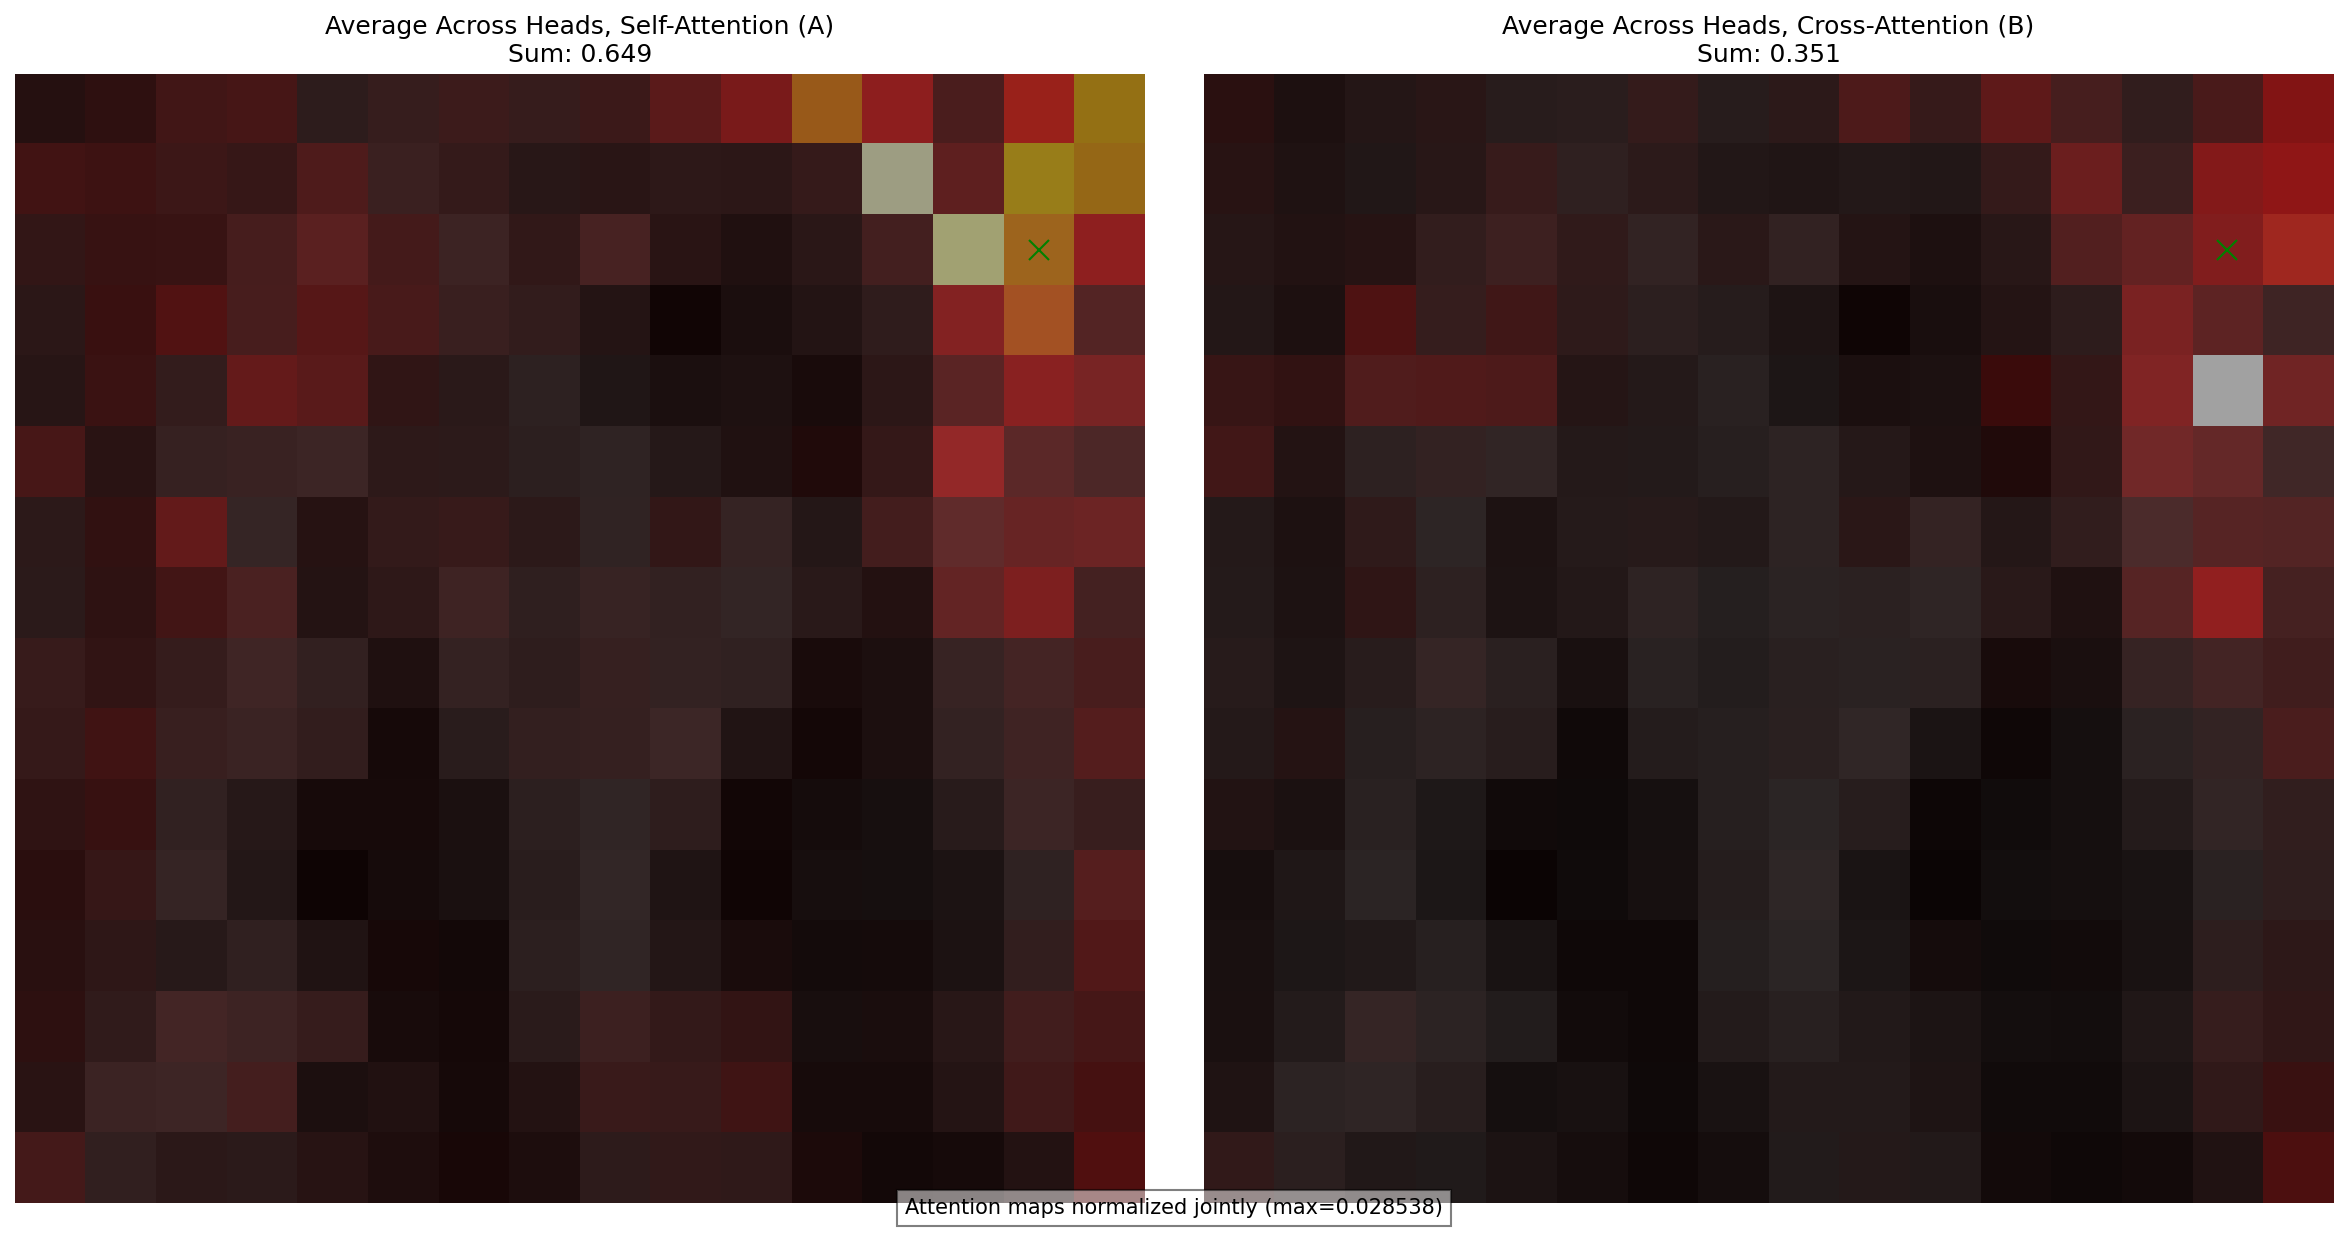 Average Across Heads, Self-Attention (A)
Sum: 0.649
Average Across Heads, Cross-Attention (B)
Sum: 0.351
Attention maps normalized jointly (max=0.028538)